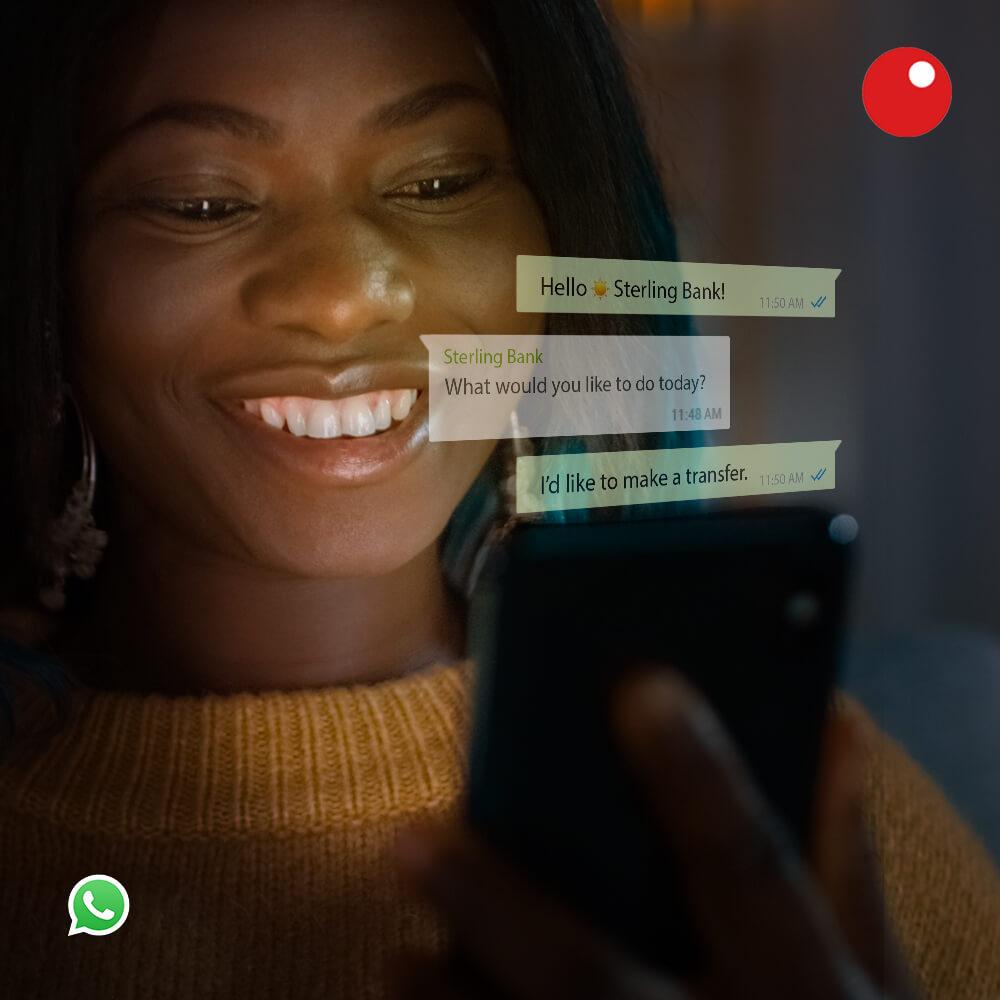 Hello ☀️ Sterling Bank!
11:50 AM
Sterling Bank
What would you like to do today?
11:48 AM
I'd like to make a transfer.
11:50 AM